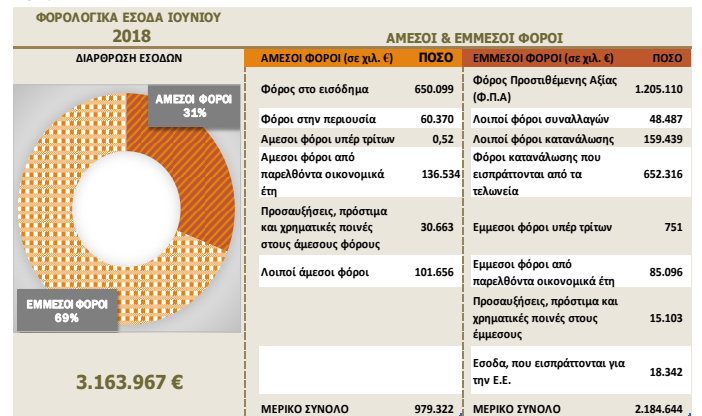 ΦΟΡΟΛΟΓΙΚΑ ΕΣΟΔΑ ΙΟΥΝΙΟΥ
2018
ΑΜΕΣΟΙ & ΕΜΜΕΣΟΙ ΦΟΡΟΙ
ΔΙΑΡΘΡΩΣΗ ΕΣΟΔΩΝ
ΑΜΕΣΟΙ ΦΟΡΟΙ (σε χιλ. €) ΠΟΣΟ
ΕΜΜΕΣΟΙ ΦΟΡΟΙ (σε χιλ. €) ΠΟΣΟ
ΑΜΕΣΟΙ ΦΟΡΟΙ
31%
ΕΜΜΕΣΟΙ ΦΟΡΟΙ
69%
3.163.967 €
Φόρος στο εισόδημα 650.099
Φόροι στην περιουσία 60.370
Αμεσοι φόροι υπέρ τρίτων 0,52
Αμεσοι φόροι από
παρελθόντα οικονομικά 136.534
έτη
Προσαυξήσεις, πρόστιμα
και χρηματικές ποινές 30.663
στους άμεσους φόρους
Λοιποί άμεσοι φόροι 101.656
ΜΕΡΙΚΟ ΣΥΝΟΛΟ 979.322
Φόρος Προστιθέμενης Αξίας
(Φ.Π.Α) 1.205.110
Λοιποί φόροι συναλλαγών 48.487
Λοιποί φόροι κατανάλωσης 159.439
Φόροι κατανάλωσης που
εισπράττονται από τα 652.316
τελωνεία
Εμμεσοι φόροι υπέρ τρίτων 751
Εμμεσοι φόροι από
παρελθόντα οικονομικά έτη 85.096
Προσαυξήσεις, πρόστιμα και
χρηματικές ποινές στους 15.103
έμμεσους
Εσοδα, που εισπράττονται για
την Ε.Ε. 18.342
ΜΕΡΙΚΟ ΣΥΝΟΛΟ 2.184.644